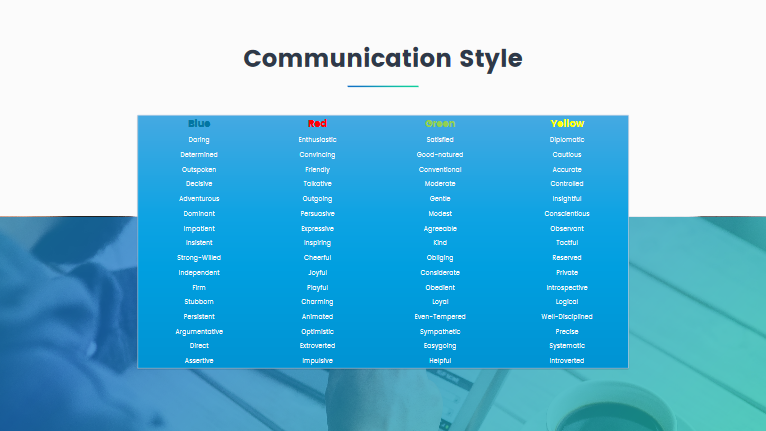 Communication Style
Blue Red Green Yellow
Daring Enthusiastic Satisfied Diplomatic
Determined Convincing Good-natured Cautious
Outspoken Friendly Conventional Accurate
Decisive Talkative Moderate Controlled
Adventurous Outgoing Gentle Insightful
Dominant Persuasive Modest Conscientious
Impatient Expressive Agreeable Observant
Insistent Inspiring Kind Tactful
Strong-Willed Cheerful Obliging Reserved
Independent Joyful Considerate Private
Firm Playful Obedient Introspective
Stubborn Charming Loyal Logical
Persistent Animated Even-Tempered Well-Disciplined
Argumentative Optimistic Sympathetic Precise
Direct Extroverted Easygoing Systematic
Assertive Impulsive Helpful Introverted